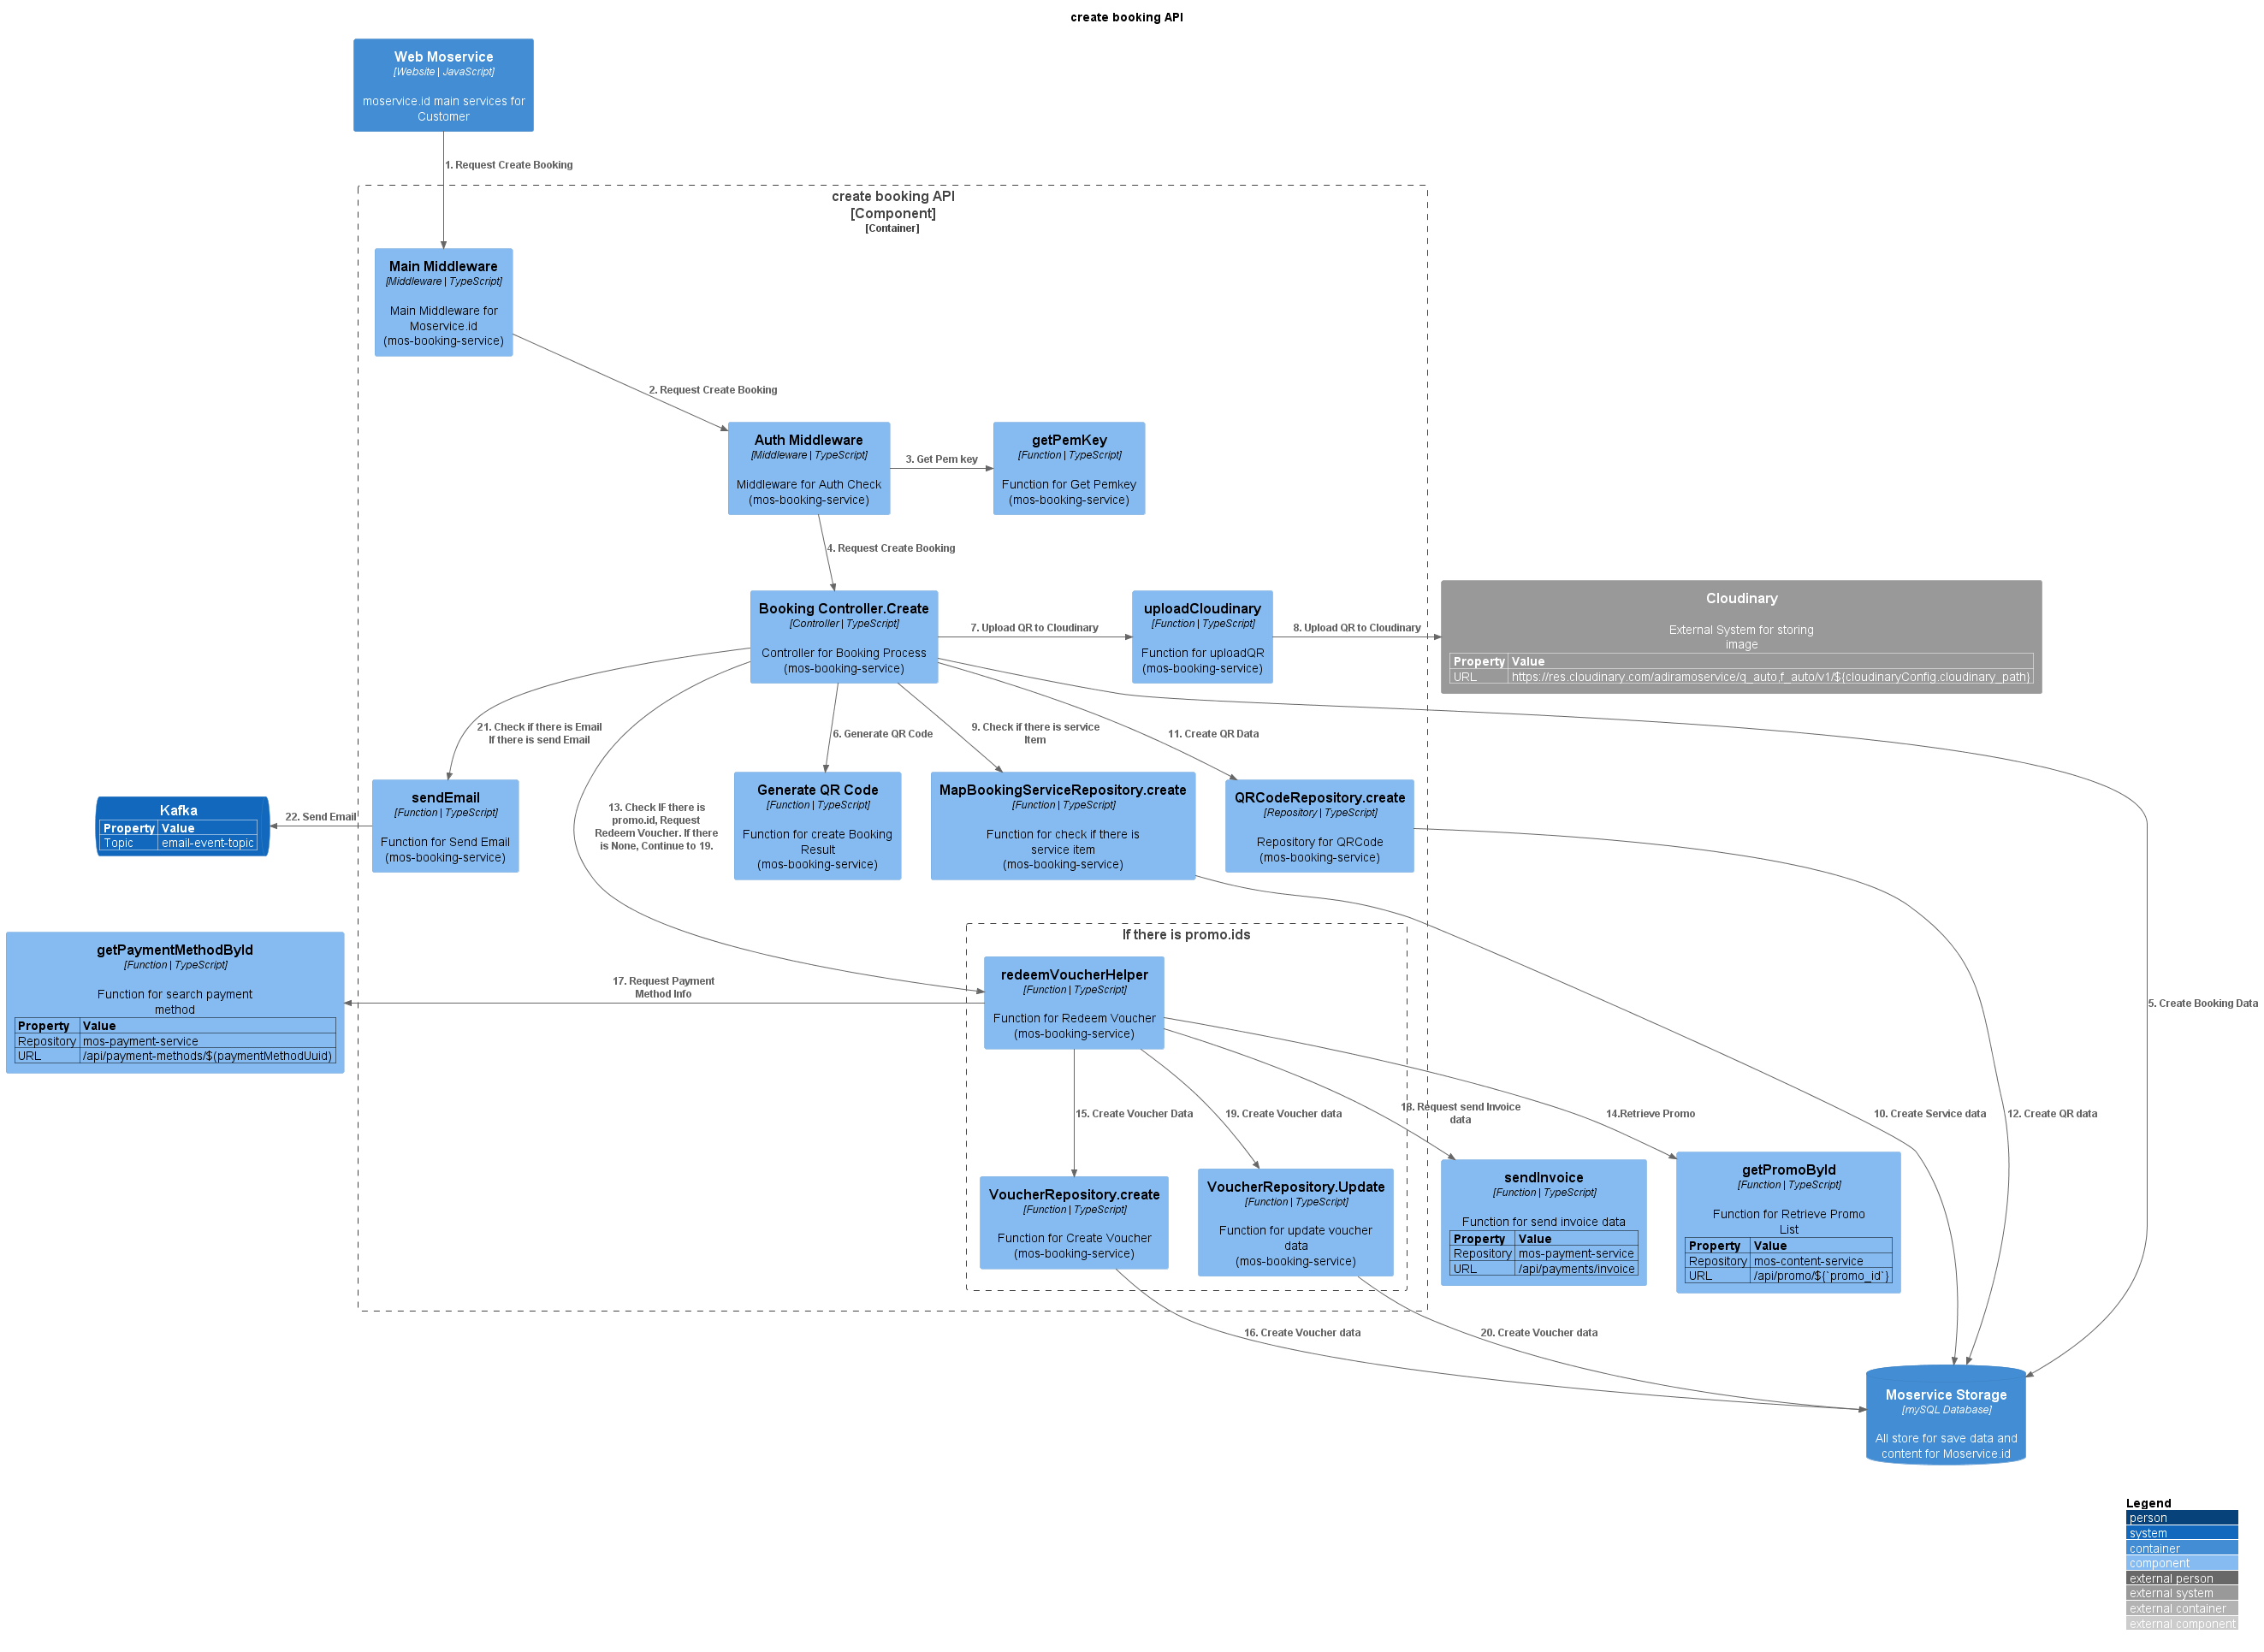 create booking API
Web Moservice
[Website | JavaScript]
moservice.id main services for
Customer
1. Request Create Booking
create booking API
[Component]
[Container]
Main Middleware
[Middleware | TypeScript]
Main Middleware for
Moservice.id
(mos-booking-service)
2. Request Create Booking
Auth Middleware
[Middleware | TypeScript]
Middleware for Auth Check
(mos-booking-service)
3. Get Pem key
getPemKey
[Function | TypeScript]
Function for Get Pemkey
(mos-booking-service)
4. Request Create Booking
Booking Controller.Create
[Controller | TypeScript]
Controller for Booking Process
(mos-booking-service)
7. Upload QR to Cloudinary
uploadCloudinary
[Function | TypeScript]
Function for uploadQR
(mos-booking-service)
8. Upload QR to Cloudinary
Cloudinary
External System for storing
image
Property Value
URL https://res.cloudinary.com/adiramoservice/q_auto,f_auto/v1/${cloudinaryConfig.cloudinary_path}
21. Check if there is Email
If there is send Email
6. Generate QR Code
9. Check if there is service
Item
11. Create QR Data
Kafka
Property Value
Topic email-event-topic
22. Send Email
sendEmail
[Function | TypeScript]
Function for Send Email
(mos-booking-service)
13. Check IF there is
promo.id, Request
Redeem Voucher. If there
is None, Continue to 19.
Generate QR Code
[Function | TypeScript]
Function for create Booking
Result
(mos-booking-service)
MapBookingServiceRepository.create
[Function | TypeScript]
Function for check if there is
service item
(mos-booking-service)
QRCodeRepository.create
[Repository | TypeScript]
Repository for QRCode
(mos-booking-service)
getPaymentMethodById
[Function | TypeScript]
Function for search payment
method
Property Value
Repository mos-payment-service
URL /api/payment-methods/$(paymentMethodUuid)
17. Request Payment
Method Info
If there is promo.ids
redeemVoucherHelper
[Function | TypeScript]
Function for Redeem Voucher
(mos-booking-service)
5. Create Booking Data
15. Create Voucher Data
19. Create Voucher data
18. Request send Invoice
data
14.Retrieve Promo
10. Create Service data
12. Create QR data
VoucherRepository.create
[Function | TypeScript]
Function for Create Voucher
(mos-booking-service)
VoucherRepository.Update
[Function | TypeScript]
Function for update voucher
data
(mos-booking-service)
sendInvoice
[Function | TypeScript]
Function for send invoice data
Property Value
Repository mos-payment-service
URL /api/payments/invoice
getPromoById
[Function | TypeScript]
Function for Retrieve Promo
List
Property Value
Repository mos-content-service
URL /api/promo/${`promo_id`}
16. Create Voucher data
20. Create Voucher data
Moservice Storage
[mySQL Database]
All store for save data and
content for Moservice.id
Legend
person
system
container
component
external person
external system
external container
external component